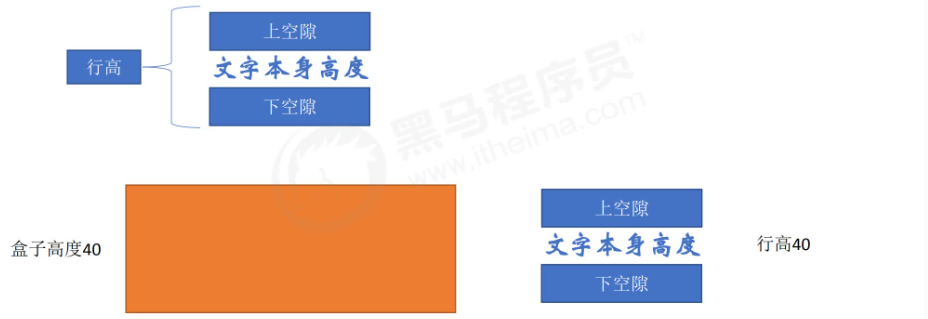 上空隙
行高
文字本身高度
下空隙
黑马程序员™
www.itheima.com
上空隙
盒子高度40
文字本身高度
行高40
下空隙